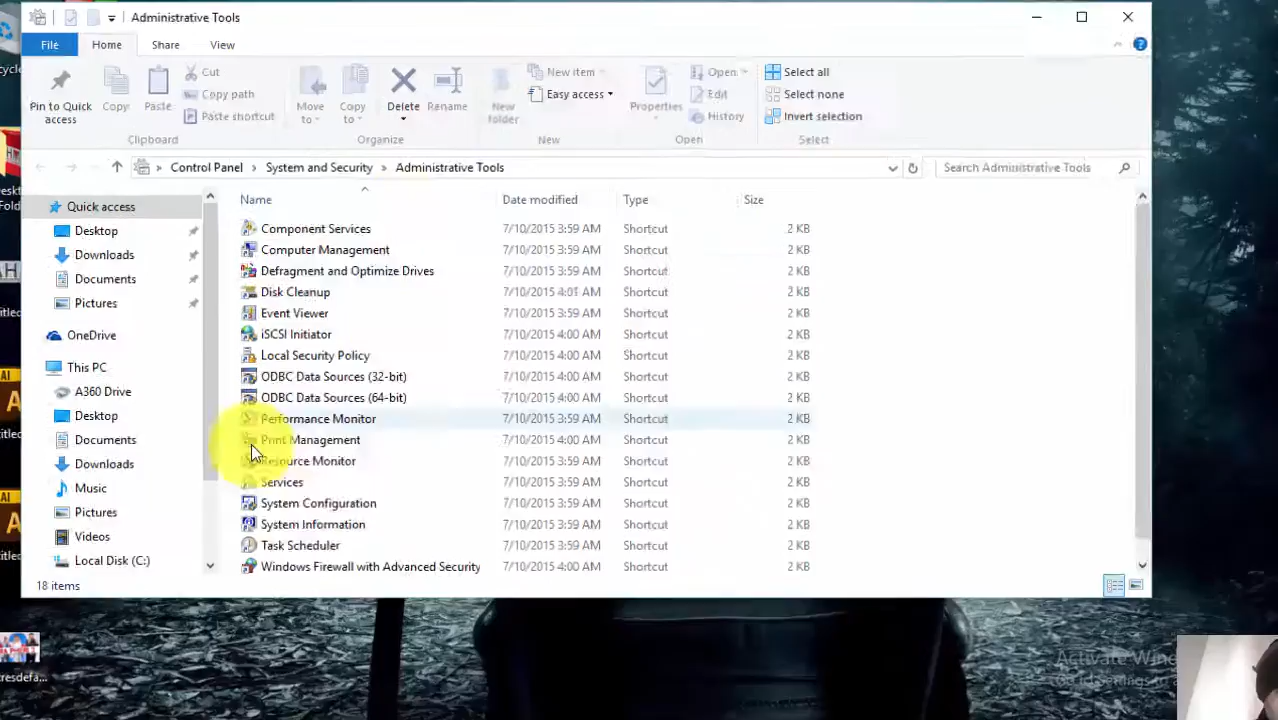 Administrative Tools
File Home Share View
Pin to Quick access
Copy
Paste
Cut
Copy path
Paste shortcut
Move to
Copy to
Delete
Rename
New folder
New item
Easy access
Properties
Open
Edit
History
Select all
Select none
Invert selection
Clipboard Organize New Open Select
Control Panel System and Security Administrative Tools Search Administrative Tools
Name Date modified Type Size
Quick access
Desktop
Downloads
Documents
Pictures
OneDrive
This PC
A360 Drive
Desktop
Documents
Downloads
Music
Pictures
Videos
Local Disk (C:)
Component Services 7/10/2015 3:59 AM Shortcut 2 KB
Computer Management 7/10/2015 3:59 AM Shortcut 2 KB
Defragment and Optimize Drives 7/10/2015 3:59 AM Shortcut 2 KB
Disk Cleanup 7/10/2015 4:01 AM Shortcut 2 KB
Event Viewer 7/10/2015 3:59 AM Shortcut 2 KB
iSCSI Initiator 7/10/2015 4:00 AM Shortcut 2 KB
Local Security Policy 7/10/2015 4:00 AM Shortcut 2 KB
ODBC Data Sources (32-bit) 7/10/2015 4:00 AM Shortcut 2 KB
ODBC Data Sources (64-bit) 7/10/2015 4:00 AM Shortcut 2 KB
Performance Monitor 7/10/2015 3:59 AM Shortcut 2 KB
Print Management 7/10/2015 4:00 AM Shortcut 2 KB
Resource Monitor 7/10/2015 3:59 AM Shortcut 2 KB
Services 7/10/2015 3:59 AM Shortcut 2 KB
System Configuration 7/10/2015 3:59 AM Shortcut 2 KB
System Information 7/10/2015 3:59 AM Shortcut 2 KB
Task Scheduler 7/10/2015 3:59 AM Shortcut 2 KB
Windows Firewall with Advanced Security 7/10/2015 4:00 AM Shortcut 2 KB
18 items
Activate Win
Go to Settings to a